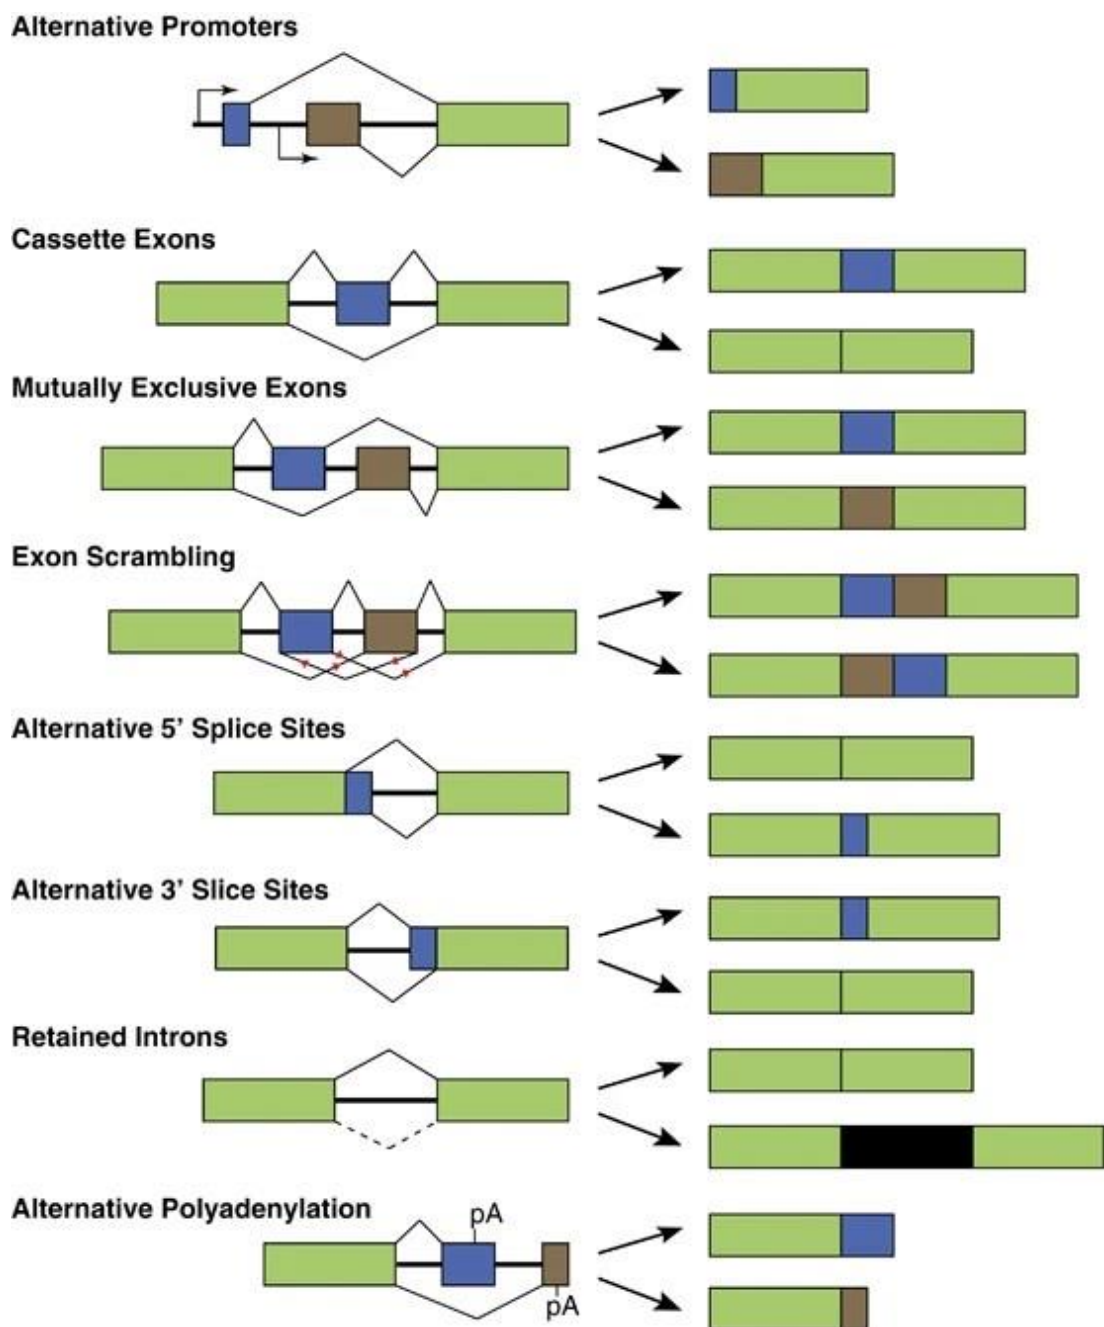 Alternative Promoters
Cassette Exons
Mutually Exclusive Exons
Exon Scrambling
Alternative 5’ Splice Sites
Alternative 3’ Slice Sites
Retained Introns
Alternative Polyadenylation
pA
pA